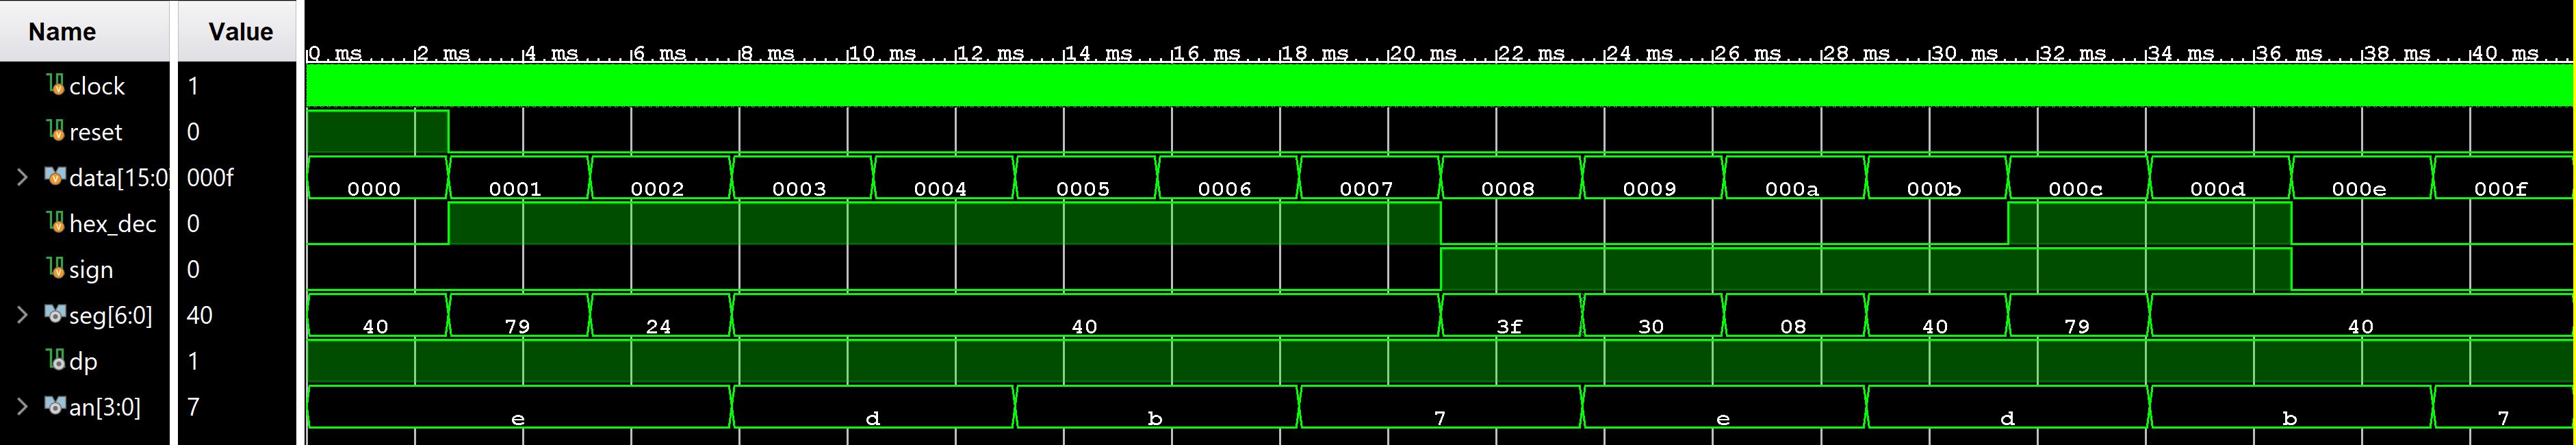 Name Value
0 ms 2 ms 4 ms 6 ms 8 ms 10 ms 12 ms 14 ms 16 ms 18 ms 20 ms 22 ms 24 ms 26 ms 28 ms 30 ms 32 ms 34 ms 36 ms 38 ms 40 ms
clock 1
reset 0
data[15:0] 000f 0000 0001 0002 0003 0004 0005 0006 0007 0008 0009 000a 000b 000c 000d 000e 000f
hex_dec 0
sign 0
seg[6:0] 40 40 79 24 40 3f 30 08 40 79 40
dp 1
an[3:0] 7 e d b 7 e d b 7